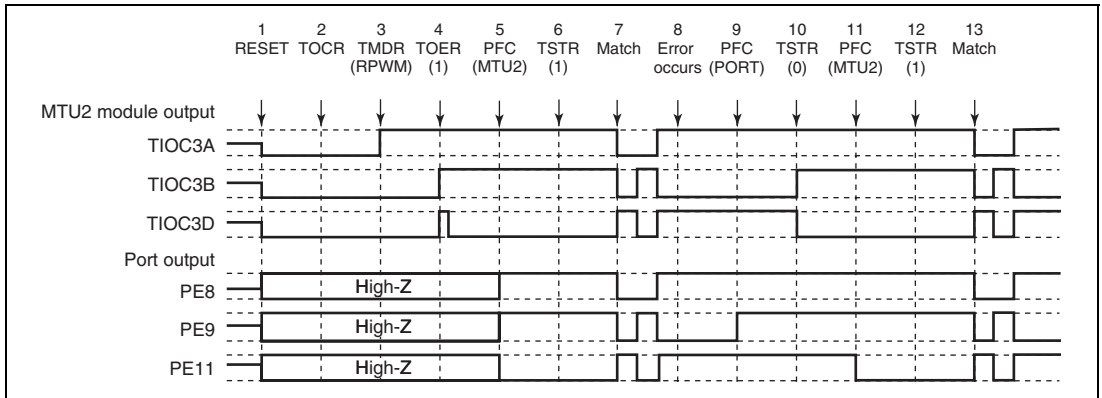 1 2 3 4 5 6 7 8 9 10 11 12 13
RESET TOCR TMDR TOER PFC TSTR Match Error PFC TSTR PFC TSTR Match
(RPWM) (1) (MTU2) (1) occurs (PORT) (0) (MTU2) (1)
MTU2 module output
TIOC3A
TIOC3B
TIOC3D
Port output
PE8 High-Z
PE9 High-Z
PE11 High-Z